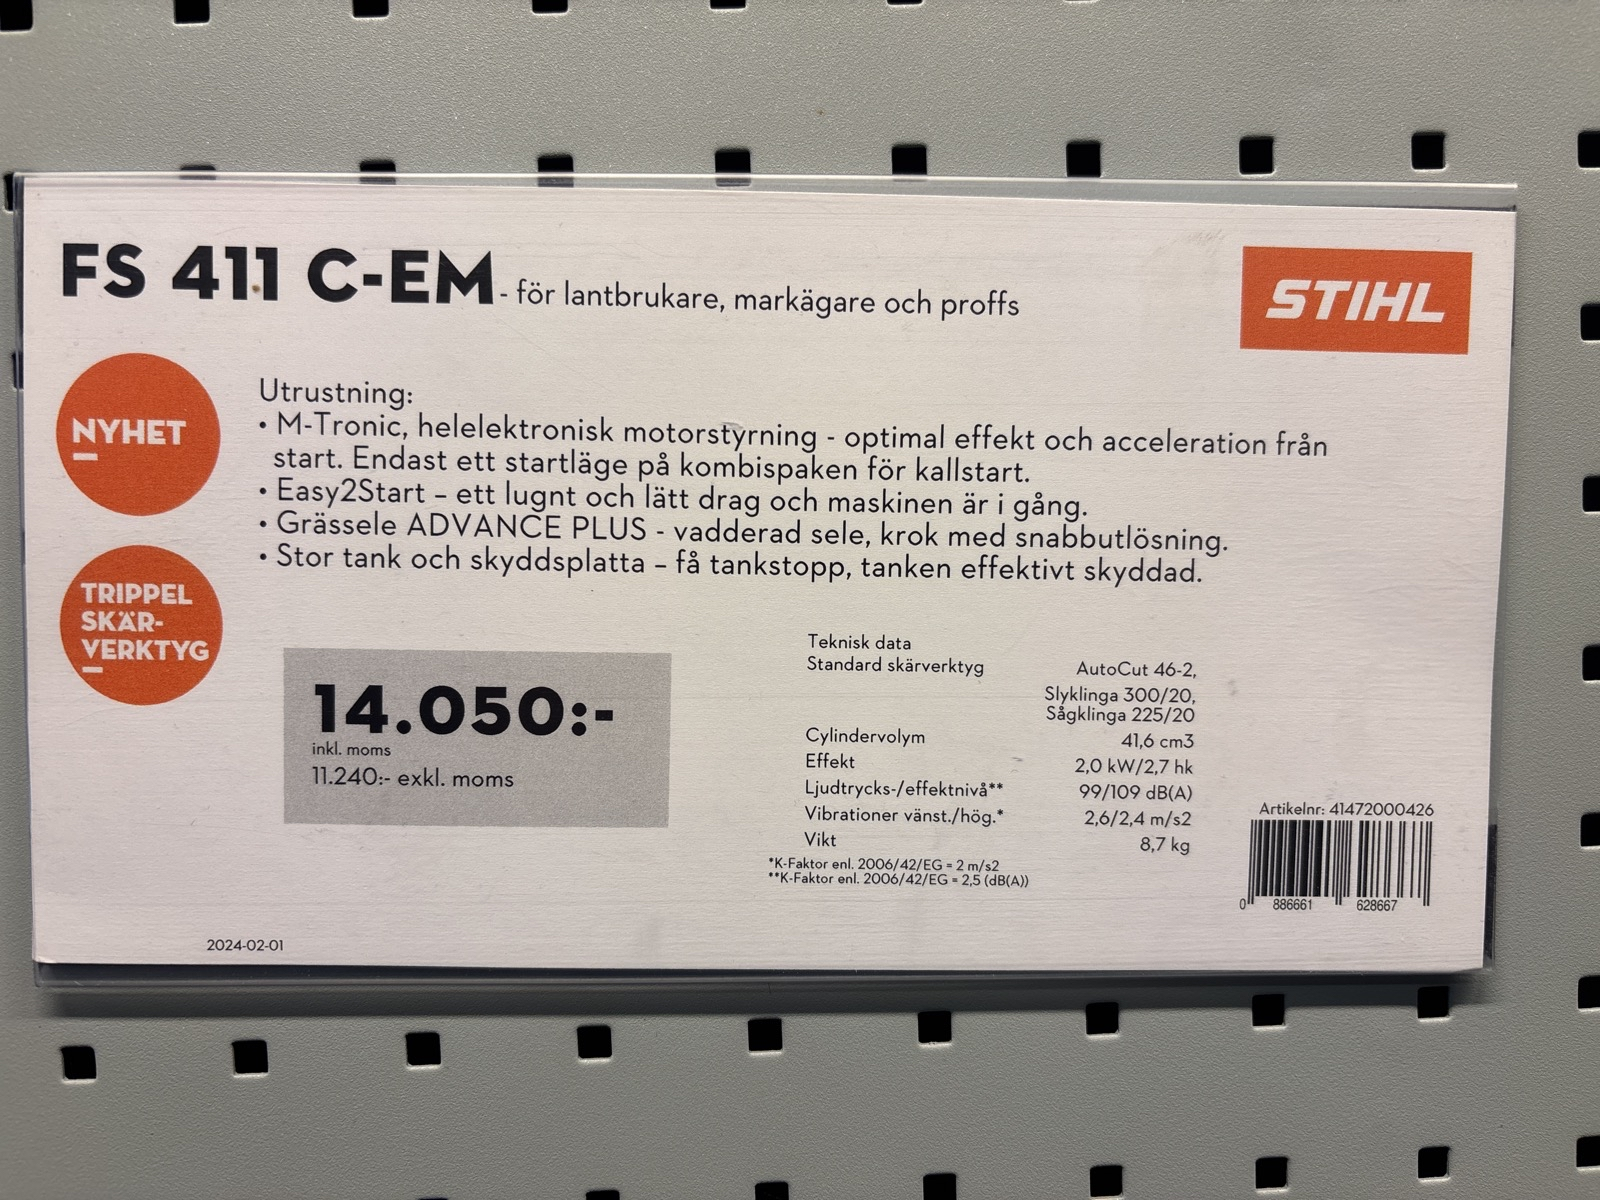 FS 411 C-EM - för lantbrukare, markägare och proffs
STIHL
NYHET
Utrustning:
• M-Tronic, helelektronisk motorstyrning - optimal effekt och acceleration från
start. Endast ett startläge på kombispaken för kallstart.
• Easy2Start – ett lugnt och lätt drag och maskinen är i gång.
• Grässele ADVANCE PLUS - vadderad sele, krok med snabbutlösning.
• Stor tank och skyddsplatta – få tankstopp, tanken effektivt skyddad.
TRIPPEL
SKÄR-
VERKTYG
14.050:-
inkl. moms
11.240:- exkl. moms
Teknisk data
Standard skärverktyg AutoCut 46-2,
Slyklinga 300/20,
Sågklinga 225/20
Cylindervolym 41,6 cm3
Effekt 2,0 kW/2,7 hk
Ljudtrycks-/effektnivå** 99/109 dB(A)
Vibrationer vänst./hög.* 2,6/2,4 m/s2
Vikt 8,7 kg
*K-Faktor enl. 2006/42/EG = 2 m/s2
**K-Faktor enl. 2006/42/EG = 2,5 (dB(A))
Artikelnr: 41472000426
0 886661 628667
2024-02-01